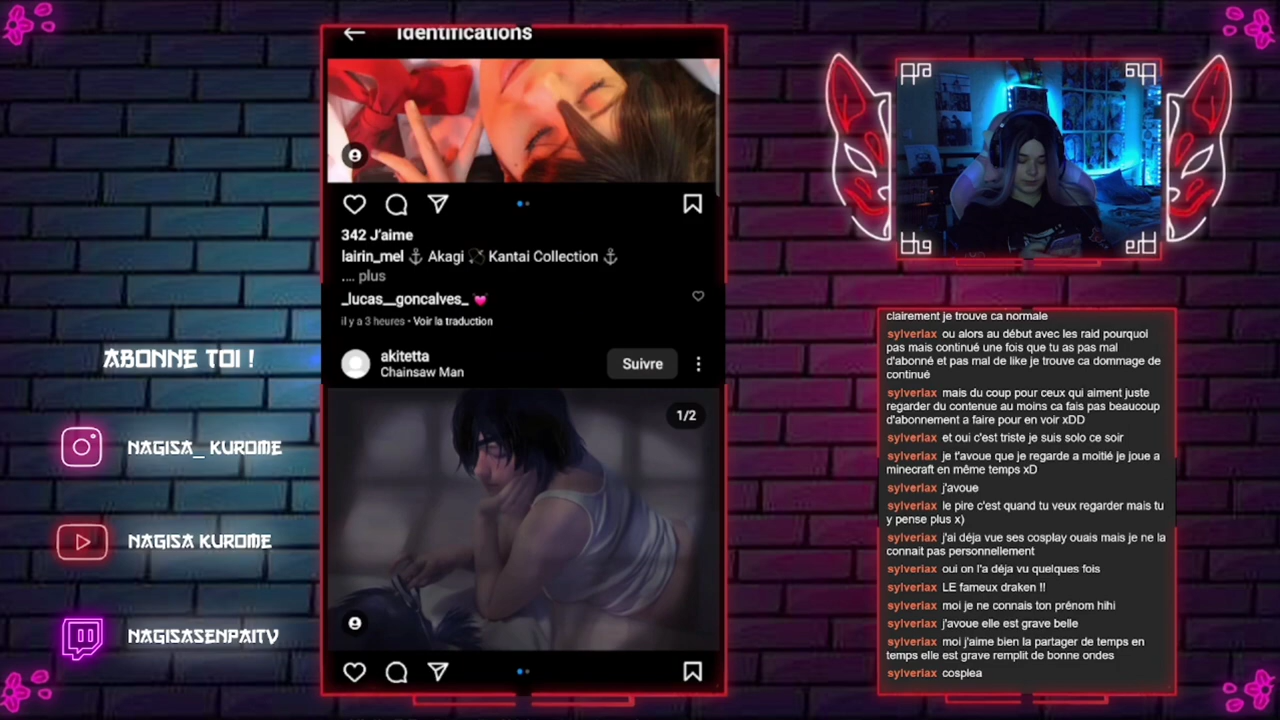 Identifications
342 J'aime
lairin_mel ⚓ Akagi 🏹 Kantai Collection ⚓
.... plus
_lucas__goncalves_ 💓
il y a 3 heures • Voir la traduction
akitetta
Chainsaw Man
Suivre
1/2
ABONNE TOI !
NAGISA_ KUROME
NAGISA KUROME
NAGISASENPAITV
clairement je trouve ca normale
sylveriax ou alors au début avec les raid pourquoi
pas mais continué une fois que tu as pas mal
d'abonné et pas mal de like je trouve ca dommage de
continué
sylveriax mais du coup pour ceux qui aiment juste
regarder du contenue au moins ca fais pas beaucoup
d'abonnement a faire pour en voir xDD
sylveriax et oui c'est triste je suis solo ce soir
sylveriax je t'avoue que je regarde a moitié je joue a
minecraft en même temps xD
sylveriax j'avoue
sylveriax le pire c'est quand tu veux regarder mais tu
y pense plus x)
sylveriax j'ai déja vue ses cosplay ouais mais je ne la
connait pas personnellement
sylveriax oui on l'a déja vu quelques fois
sylveriax LE fameux draken !!
sylveriax moi je ne connais ton prénom hihi
sylveriax j'avoue elle est grave belle
sylveriax moi j'aime bien la partager de temps en
temps elle est grave remplit de bonne ondes
sylveriax cosplea